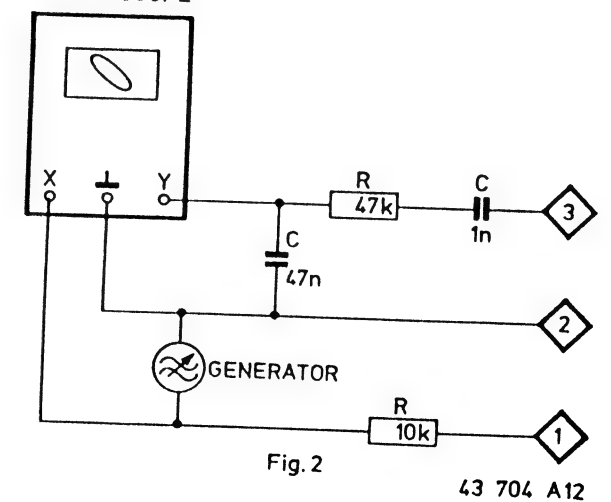 X
Y
R
47k
C
1n
3
C
47n
2
GENERATOR
R
10k
1
Fig. 2
43 704 A12